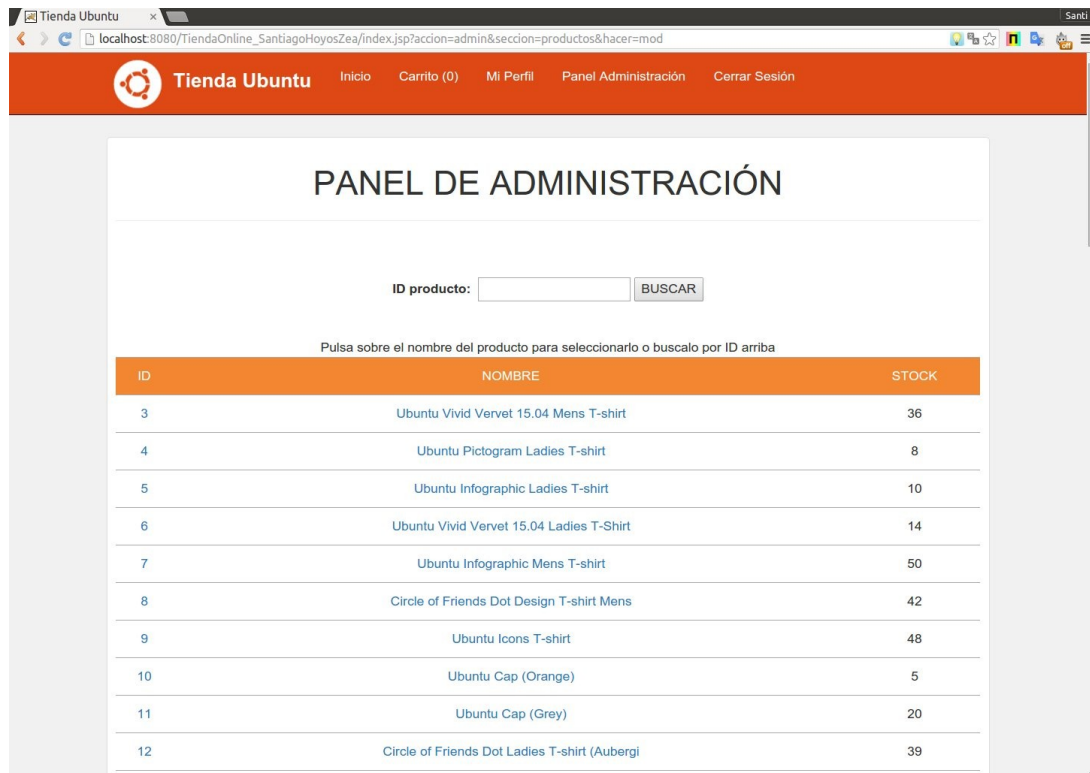 Tienda Ubuntu
Santi
localhost:8080/TiendaOnline_SantiagoHoyosZea/index.jsp?accion=admin&seccion=productos&hacer=mod
Tienda Ubuntu Inicio Carrito (0) Mi Perfil Panel Administración Cerrar Sesión
PANEL DE ADMINISTRACIÓN
ID producto: BUSCAR
Pulsa sobre el nombre del producto para seleccionarlo o buscalo por ID arriba
ID NOMBRE STOCK
3 Ubuntu Vivid Vervet 15.04 Mens T-shirt 36
4 Ubuntu Pictogram Ladies T-shirt 8
5 Ubuntu Infographic Ladies T-shirt 10
6 Ubuntu Vivid Vervet 15.04 Ladies T-Shirt 14
7 Ubuntu Infographic Mens T-shirt 50
8 Circle of Friends Dot Design T-shirt Mens 42
9 Ubuntu Icons T-shirt 48
10 Ubuntu Cap (Orange) 5
11 Ubuntu Cap (Grey) 20
12 Circle of Friends Dot Ladies T-shirt (Aubergi 39